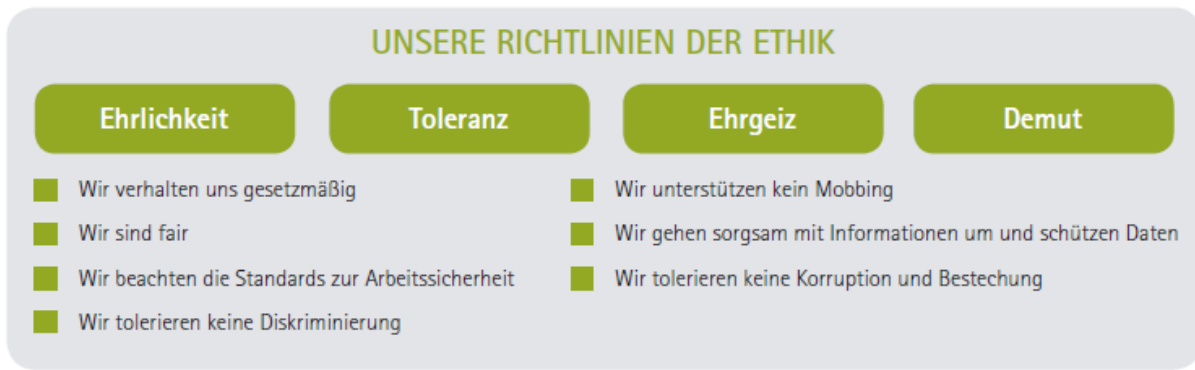 UNSERE RICHTLINIEN DER ETHIK
Ehrlichkeit
Toleranz
Ehrgeiz
Demut
Wir verhalten uns gesetzmäßig
Wir sind fair
Wir beachten die Standards zur Arbeitssicherheit
Wir tolerieren keine Diskriminierung
Wir unterstützen kein Mobbing
Wir gehen sorgsam mit Informationen um und schützen Daten
Wir tolerieren keine Korruption und Bestechung